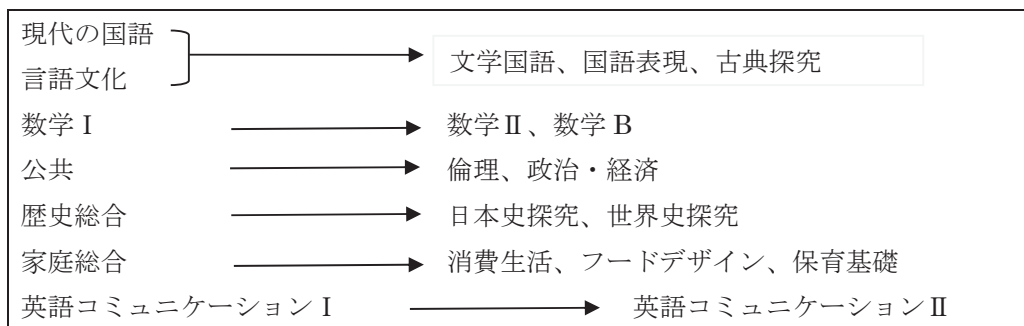 現代の国語
言語文化
文学国語、国語表現、古典探究
数学Ⅰ 数学Ⅱ、数学 B
公共 倫理、政治・経済
歴史総合 日本史探究、世界史探究
家庭総合 消費生活、フードデザイン、保育基礎
英語コミュニケーションⅠ 英語コミュニケーションⅡ